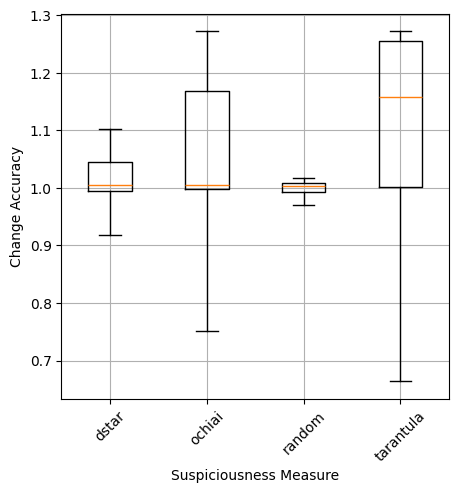 1.3
1.2
1.1
1.0
0.9
0.8
0.7
Change Accuracy
dstar
ochiai
random
tarantula
Suspiciousness Measure